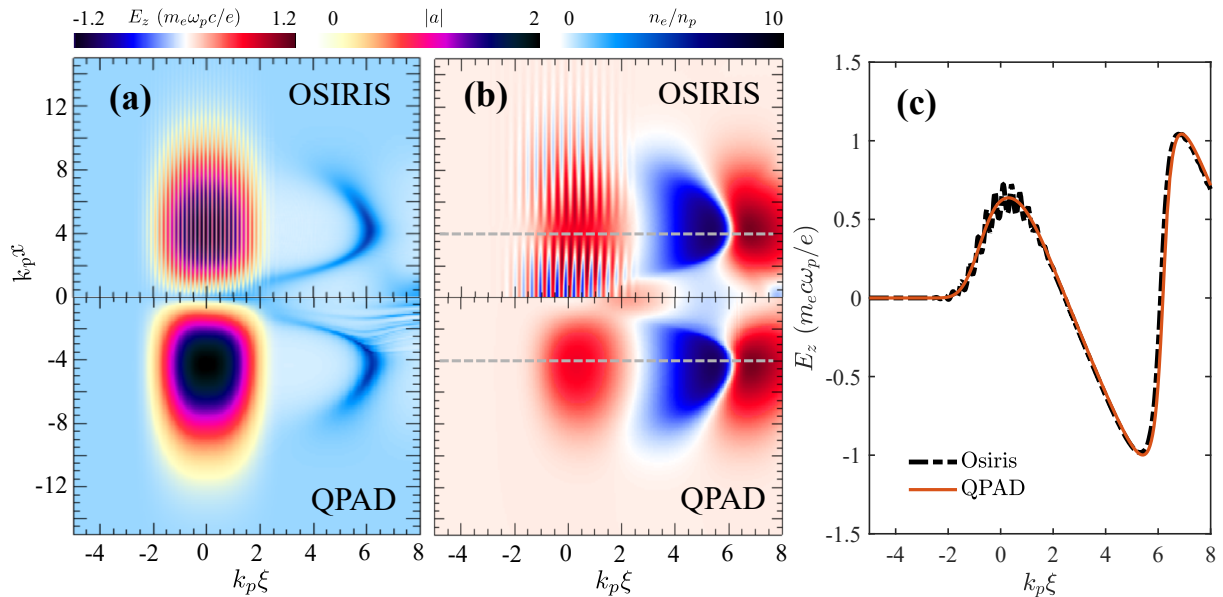 -1.2 E_z (m_eω_pc/e) 1.2
0 |a| 2
0 n_e/n_p 10
(a) OSIRIS
(b) OSIRIS
(c)
12
8
4
0
-4
-8
-12
k_px
QPAD
QPAD
-4 -2 0 2 4 6 8
k_pξ
-4 -2 0 2 4 6 8
k_pξ
1.5
1
0.5
0
-0.5
-1
-1.5
E_z (m_ecω_p/e)
Osiris
QPAD
-4 -2 0 2 4 6 8
k_pξ